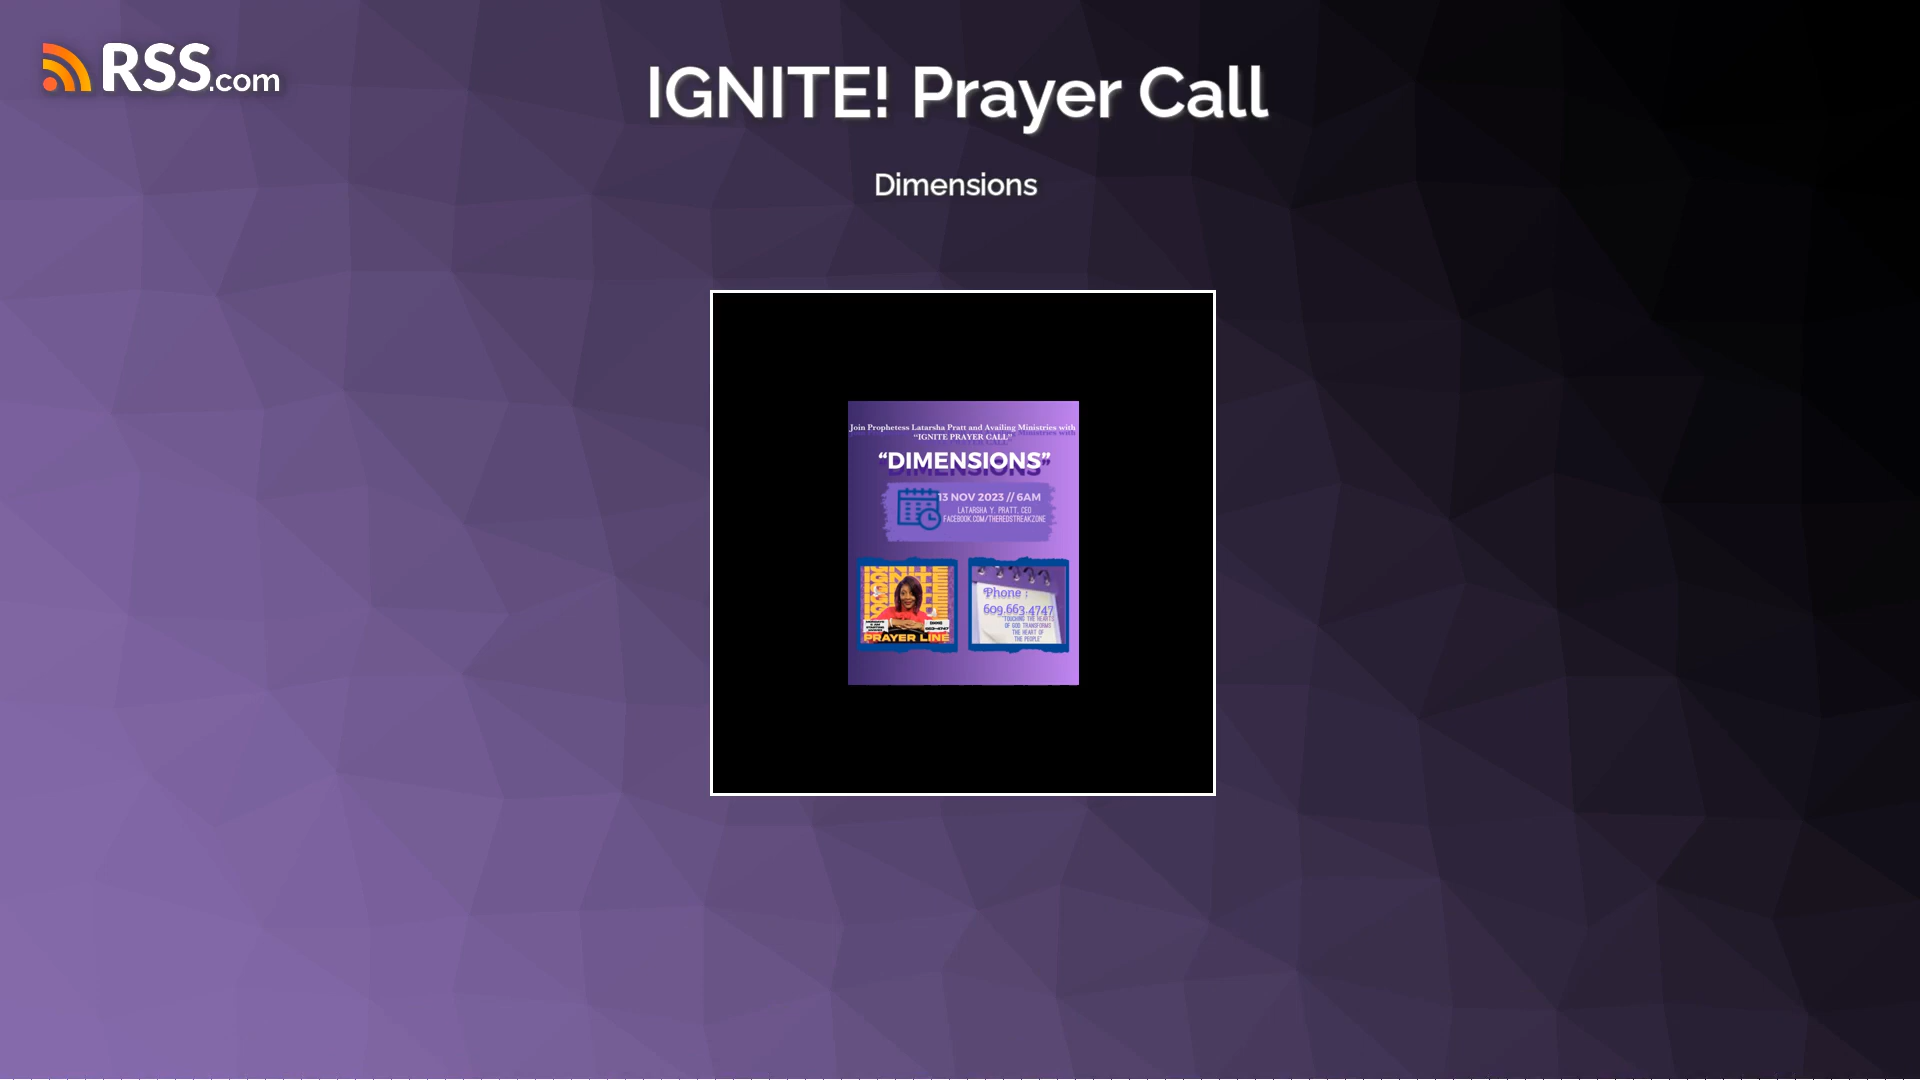 RSS.com
IGNITE! Prayer Call
Dimensions
Join Prophetess Latarsha Pratt and Availing Ministries with
“IGNITE PRAYER CALL”
“DIMENSIONS”
13 NOV 2023 // 6AM
LATARSHA Y. PRATT, CEO
FACEBOOK.COM/THEREDSTREAKZONE
IGNITE
PRAYER LINE
Phone :
609.663.4747
"TOUCHING THE HEARTS
OF GOD TRANSFORMS
THE HEART OF
THE PEOPLE"